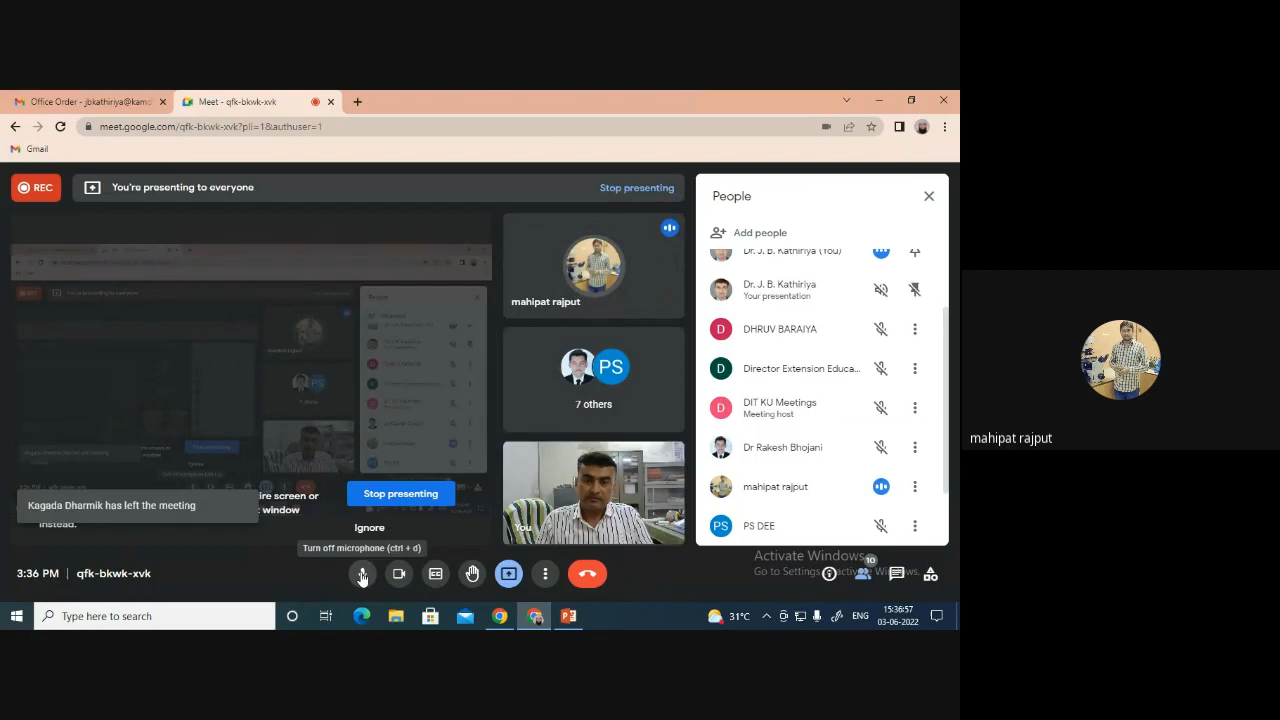 Office Order - jbkathiriya@kamd
Meet - qfk-bkwk-xvk
meet.google.com/qfk-bkwk-xvk?pli=1&authuser=1
Gmail
REC
You're presenting to everyone
Stop presenting
People
Add people
Dr. J. B. Kathiriya (You)
Dr. J. B. Kathiriya
Your presentation
D
DHRUV BARAIYA
D
Director Extension Educa...
D
DIT KU Meetings
Meeting host
Dr Rakesh Bhojani
mahipat rajput
PS
PS DEE
mahipat rajput
PS
7 others
You
Kagada Dharmik has left the meeting
ire screen or
window
instead.
Stop presenting
Ignore
Turn off microphone (ctrl + d)
3:36 PM | qfk-bkwk-xvk
10
Activate Windows
Go to Settings
Type here to search
31°C
ENG
15:36:57
03-06-2022
mahipat rajput